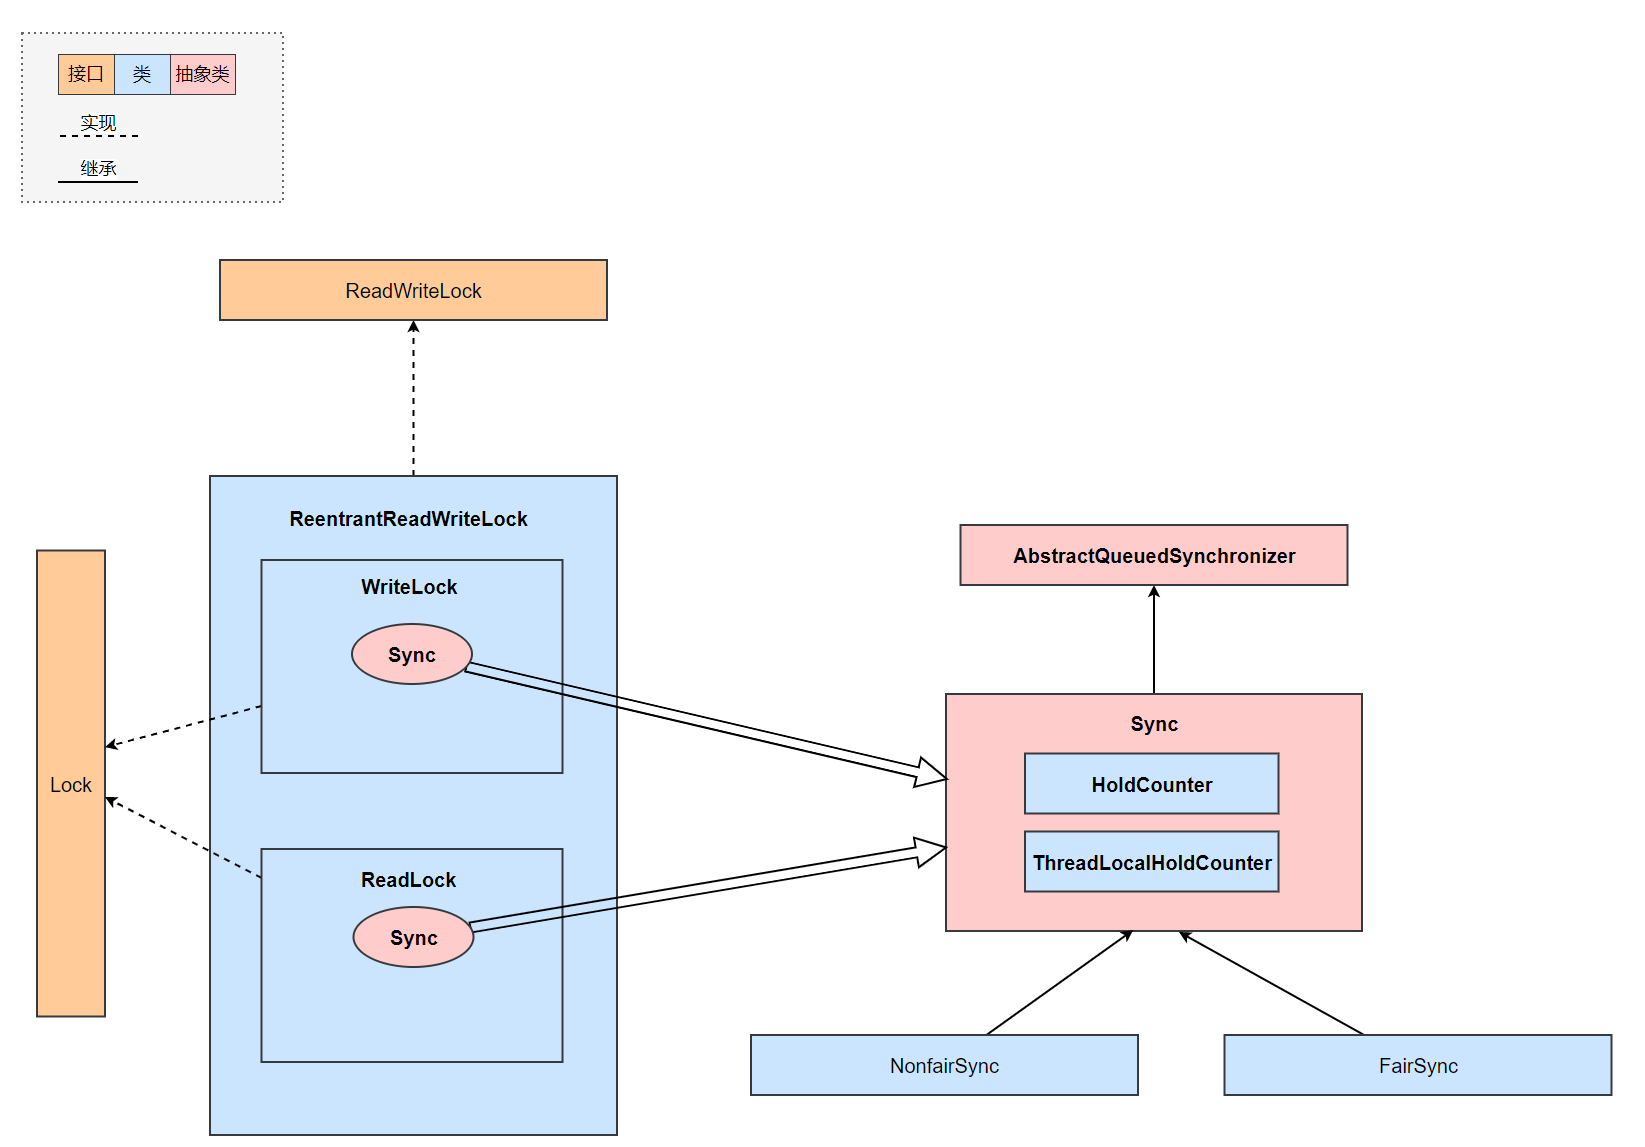 接口 类 抽象类
实现
继承
ReadWriteLock
ReentrantReadWriteLock
WriteLock
Sync
Lock
ReadLock
Sync
AbstractQueuedSynchronizer
Sync
HoldCounter
ThreadLocalHoldCounter
NonfairSync
FairSync